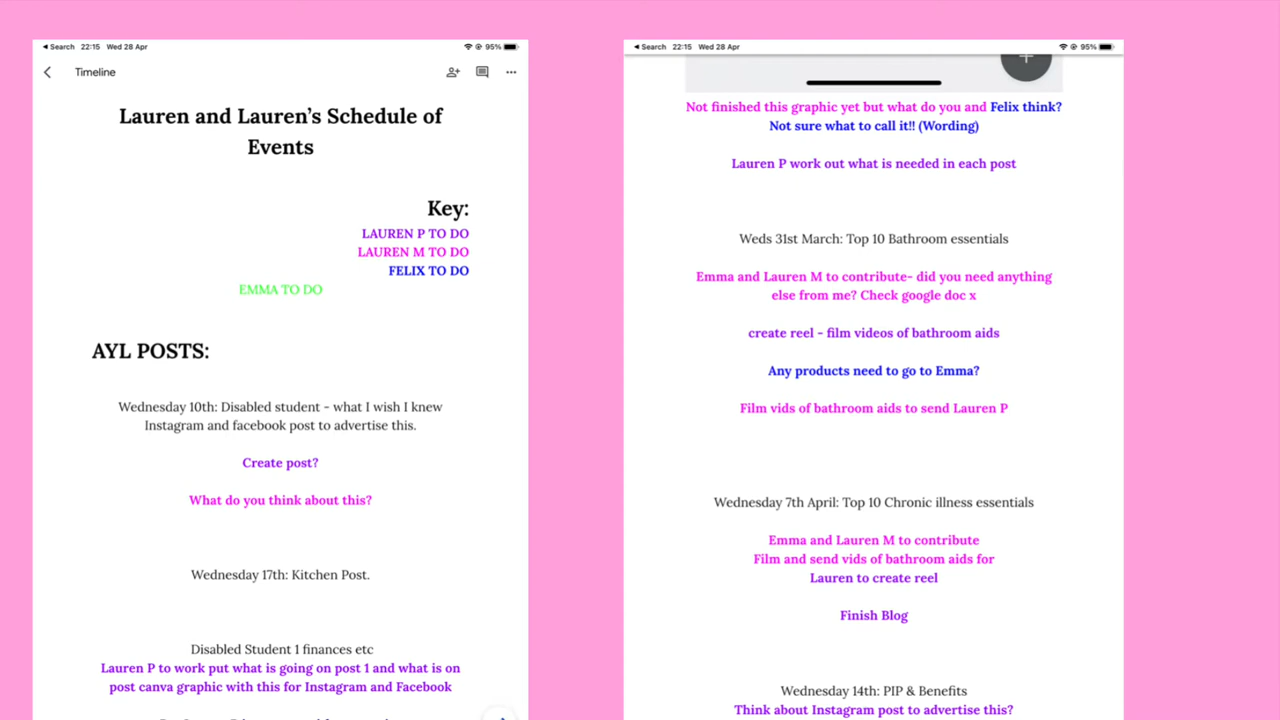 Search 22:15 Wed 28 Apr 95%
Timeline
Lauren and Lauren's Schedule of
Events
Key:
LAUREN P TO DO
LAUREN M TO DO
FELIX TO DO
EMMA TO DO
AYL POSTS:
Wednesday 10th: Disabled student - what I wish I knew
Instagram and facebook post to advertise this.
Create post?
What do you think about this?
Wednesday 17th: Kitchen Post.
Disabled Student 1 finances etc
Lauren P to work put what is going on post 1 and what is on
post canva graphic with this for Instagram and Facebook
Search 22:15 Wed 28 Apr 95%
Not finished this graphic yet but what do you and Felix think?
Not sure what to call it!! (Wording)
Lauren P work out what is needed in each post
Weds 31st March: Top 10 Bathroom essentials
Emma and Lauren M to contribute- did you need anything
else from me? Check google doc x
create reel - film videos of bathroom aids
Any products need to go to Emma?
Film vids of bathroom aids to send Lauren P
Wednesday 7th April: Top 10 Chronic illness essentials
Emma and Lauren M to contribute
Film and send vids of bathroom aids for
Lauren to create reel
Finish Blog
Wednesday 14th: PIP & Benefits
Think about Instagram post to advertise this?